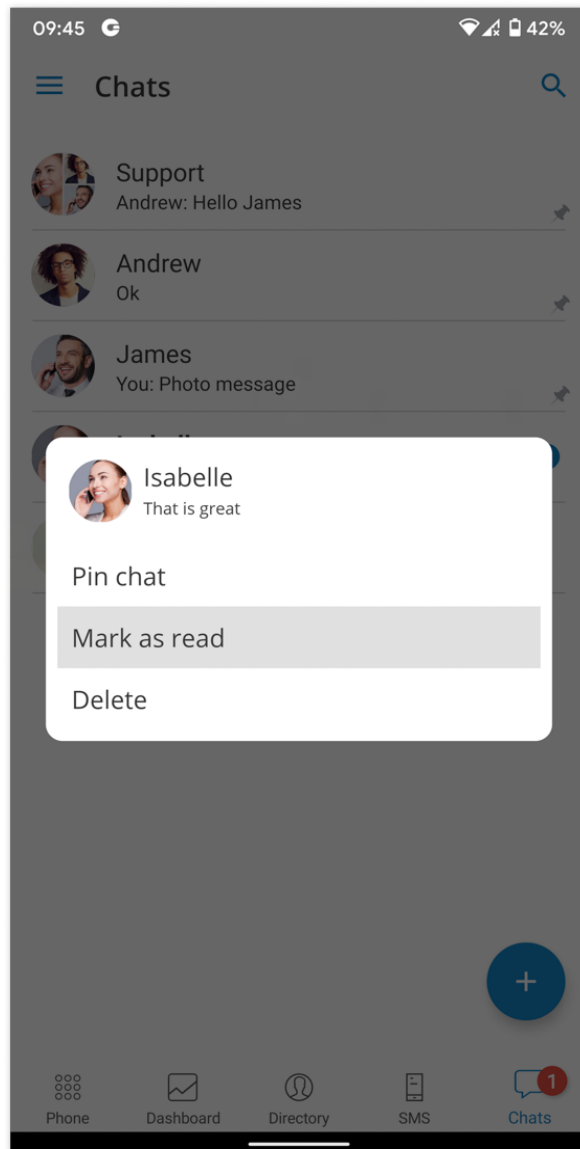 09:45 G 42%
Chats
Support
Andrew: Hello James
Andrew
Ok
James
You: Photo message
Isabelle
That is great
Pin chat
Mark as read
Delete
+
Phone Dashboard Directory SMS Chats 1